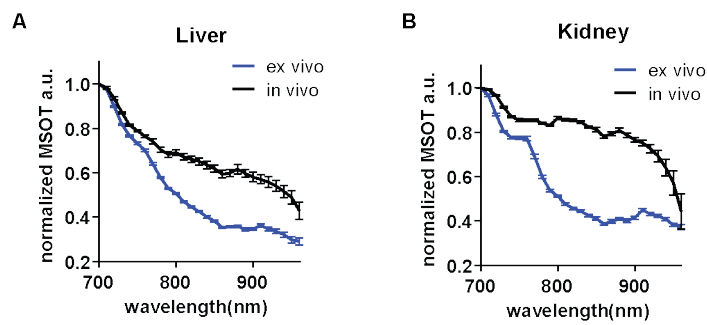 A
Liver
ex vivo
in vivo
normalized MSOT a.u.
1.0
0.8
0.6
0.4
0.2
700
800
900
wavelength(nm)
B
Kidney
ex vivo
in vivo
normalized MSOT a.u.
1.0
0.8
0.6
0.4
0.2
700
800
900
wavelength(nm)